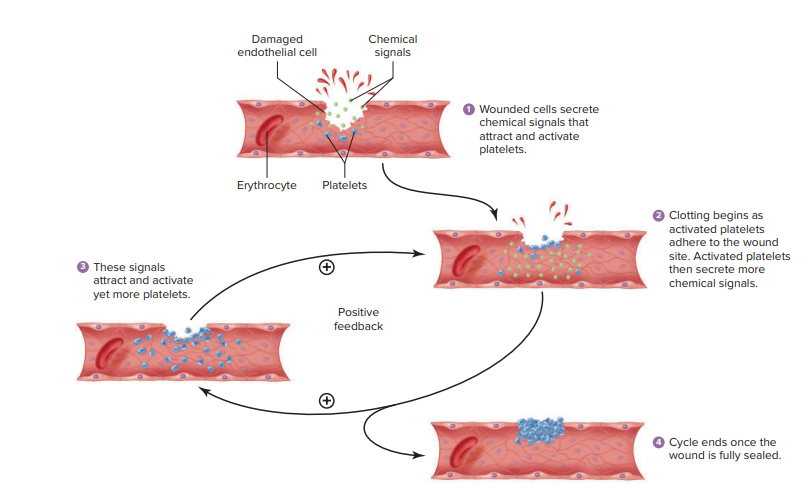 Damaged
endothelial cell
Chemical
signals
1 Wounded cells secrete
chemical signals that
attract and activate
platelets.
Erythrocyte
Platelets
2 Clotting begins as
activated platelets
adhere to the wound
site. Activated platelets
then secrete more
chemical signals.
3 These signals
attract and activate
yet more platelets.
+
Positive
feedback
+
4 Cycle ends once the
wound is fully sealed.